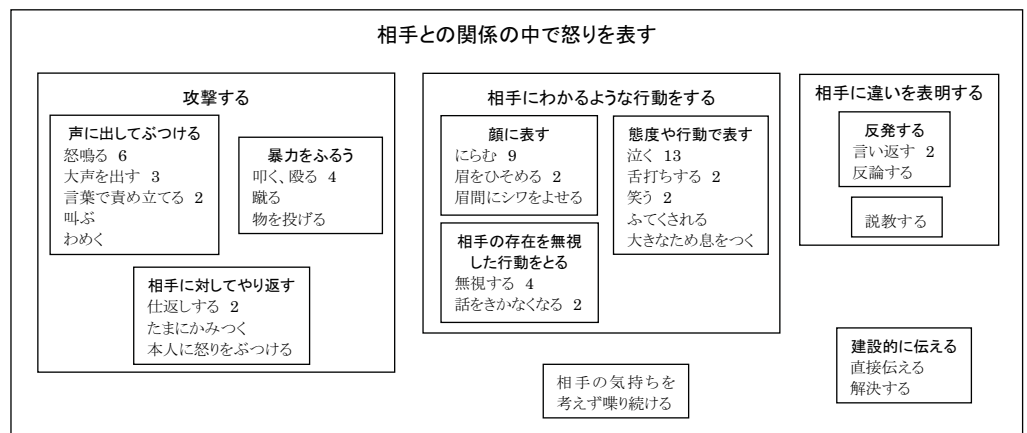 相手との関係の中で怒りを表す
攻撃する
声に出してぶつける
怒鳴る 6
大声を出す 3
言葉で責め立てる 2
叫ぶ
わめく
暴力をふるう
叩く、殴る 4
蹴る
物を投げる
相手に対してやり返す
仕返しする 2
たまにかみつく
本人に怒りをぶつける
相手にわかるような行動をする
顔に表す
にらむ 9
眉をひそめる 2
眉間にシワをよせる
態度や行動で表す
泣く 13
舌打ちする 2
笑う 2
ふてくされる
大きなため息をつく
相手の存在を無視
した行動をとる
無視する 4
話をきかなくなる 2
相手に違いを表明する
反発する
言い返す 2
反論する
説教する
相手の気持ちを
考えず喋り続ける
建設的に伝える
直接伝える
解決する